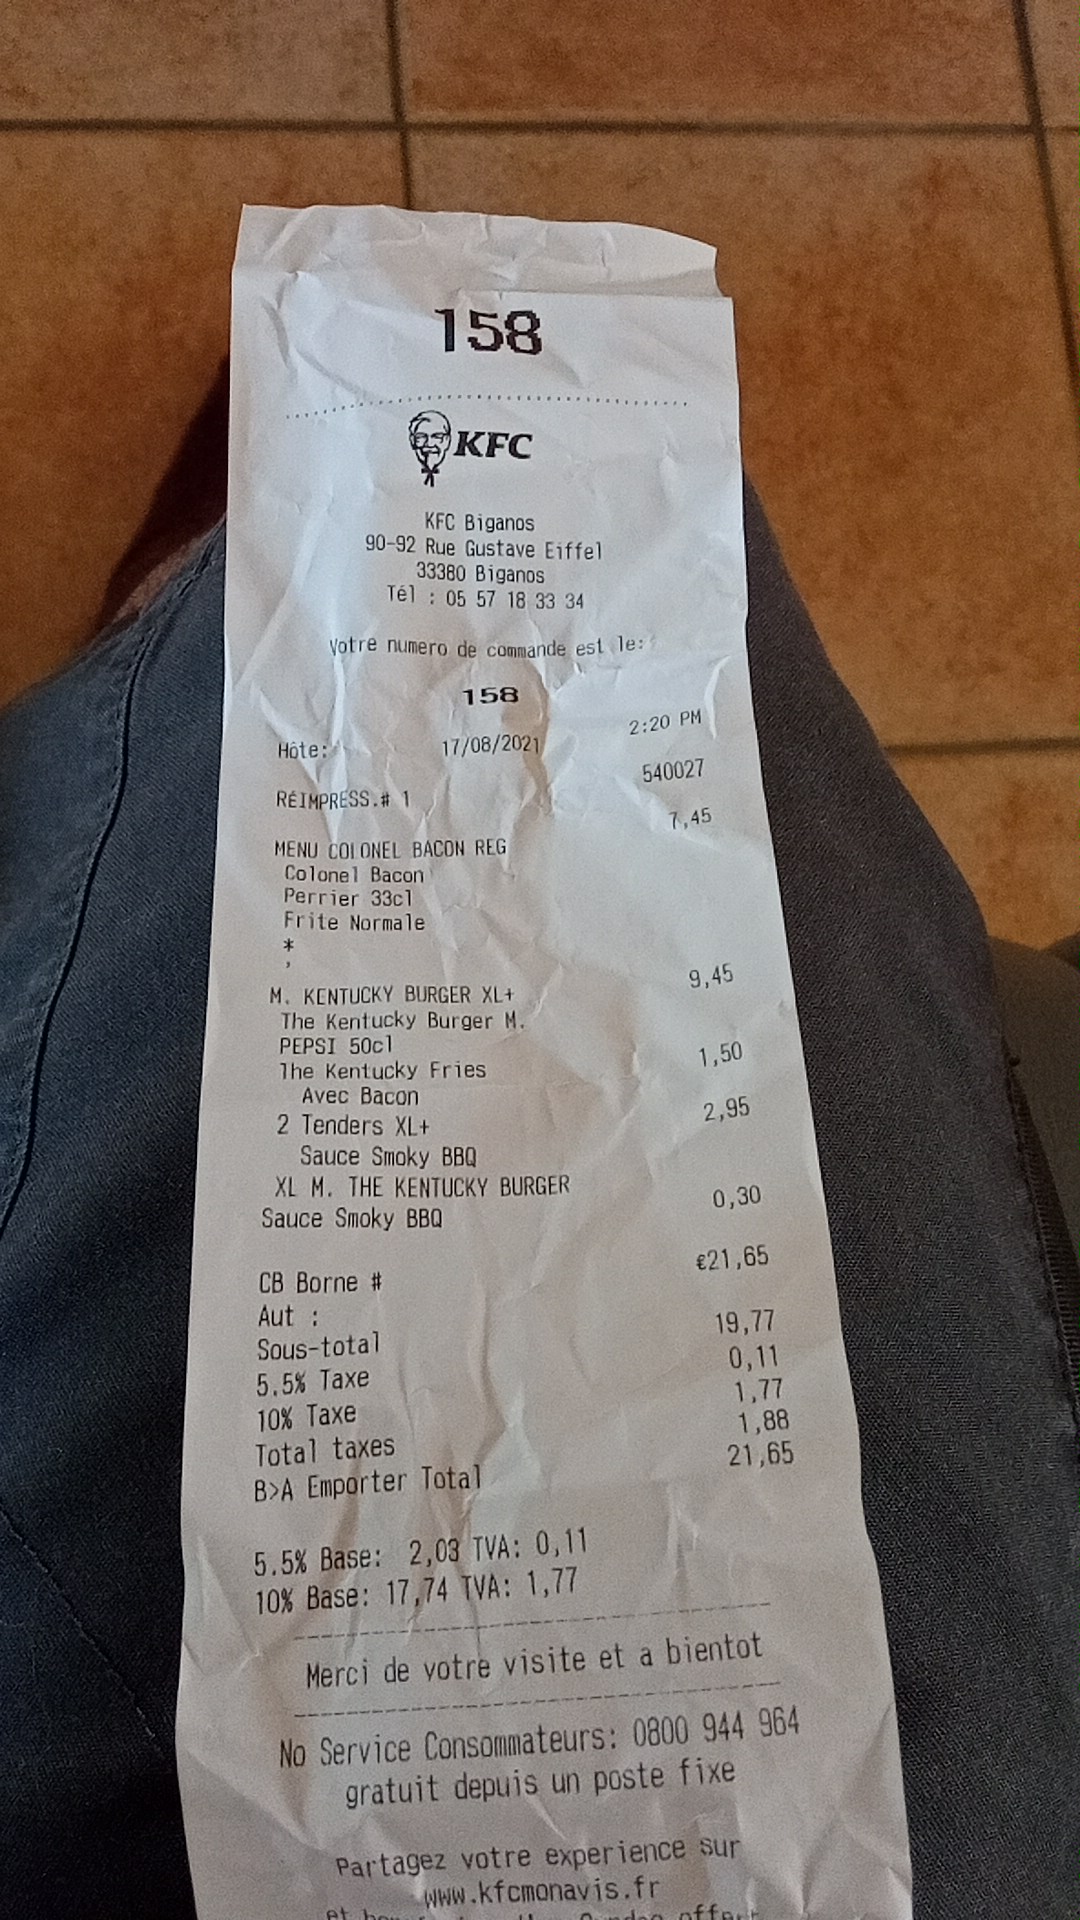 158
KFC
KFC Biganos
90-92 Rue Gustave Eiffel
33380 Biganos
Tél : 05 57 18 33 34
Votre numero de commande est le:
158
Hôte: 17/08/2021 2:20 PM
RÉIMPRESS.# 1 540027
MENU COLONEL BACON REG 7,45
Colonel Bacon
Perrier 33cl
Frite Normale
*
,
M. KENTUCKY BURGER XL+ 9,45
The Kentucky Burger M.
PEPSI 50cl
The Kentucky Fries
Avec Bacon 1,50
2 Tenders XL+
Sauce Smoky BBQ 2,95
XL M. THE KENTUCKY BURGER
Sauce Smoky BBQ 0,30
CB Borne # €21,65
Aut :
Sous-total 19,77
5.5% Taxe 0,11
10% Taxe 1,77
Total taxes 1,88
B>A Emporter Total 21,65
5.5% Base: 2,03 TVA: 0,11
10% Base: 17,74 TVA: 1,77
Merci de votre visite et a bientot
No Service Consommateurs: 0800 944 964
gratuit depuis un poste fixe
Partagez votre experience sur
www.kfcmonavis.fr
et